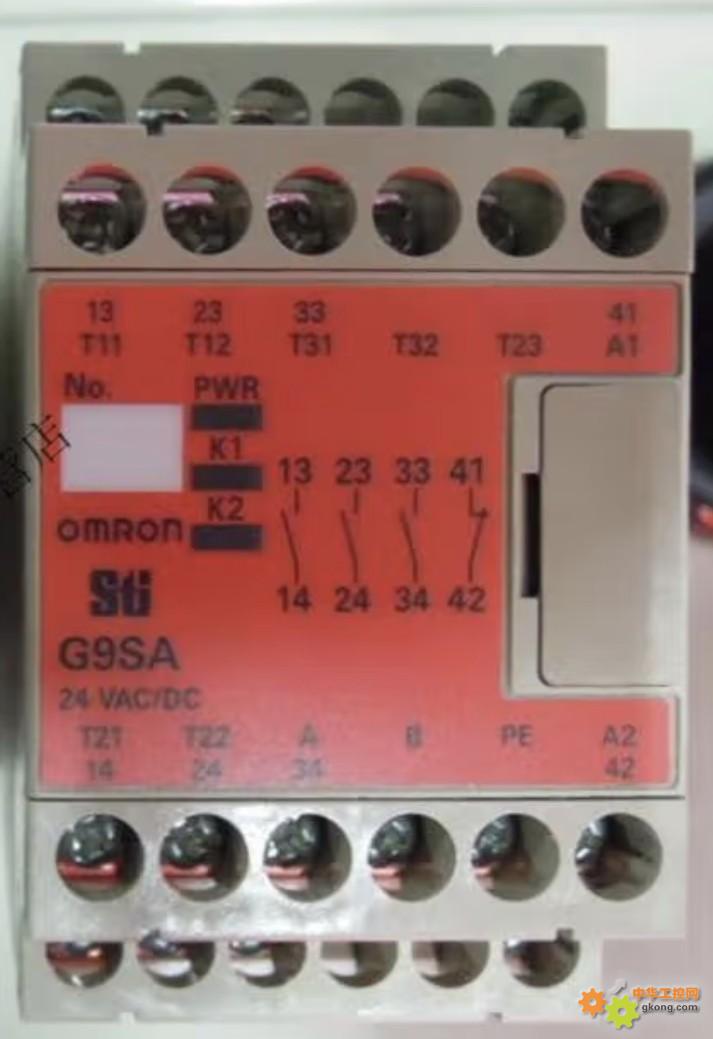 13 23 33 41
T11 T12 T31 T32 T23 A1
No. PWR
K1
K2
13 23 33 41
14 24 34 42
omron
Sti
G9SA
24 VAC/DC
T21 T22 A B PE A2
14 24 34 42
店
中华工控网
gkong.com